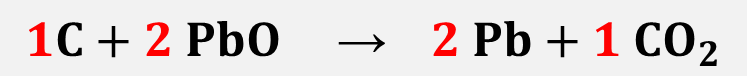 1C + 2 PbO → 2 Pb + 1 CO₂